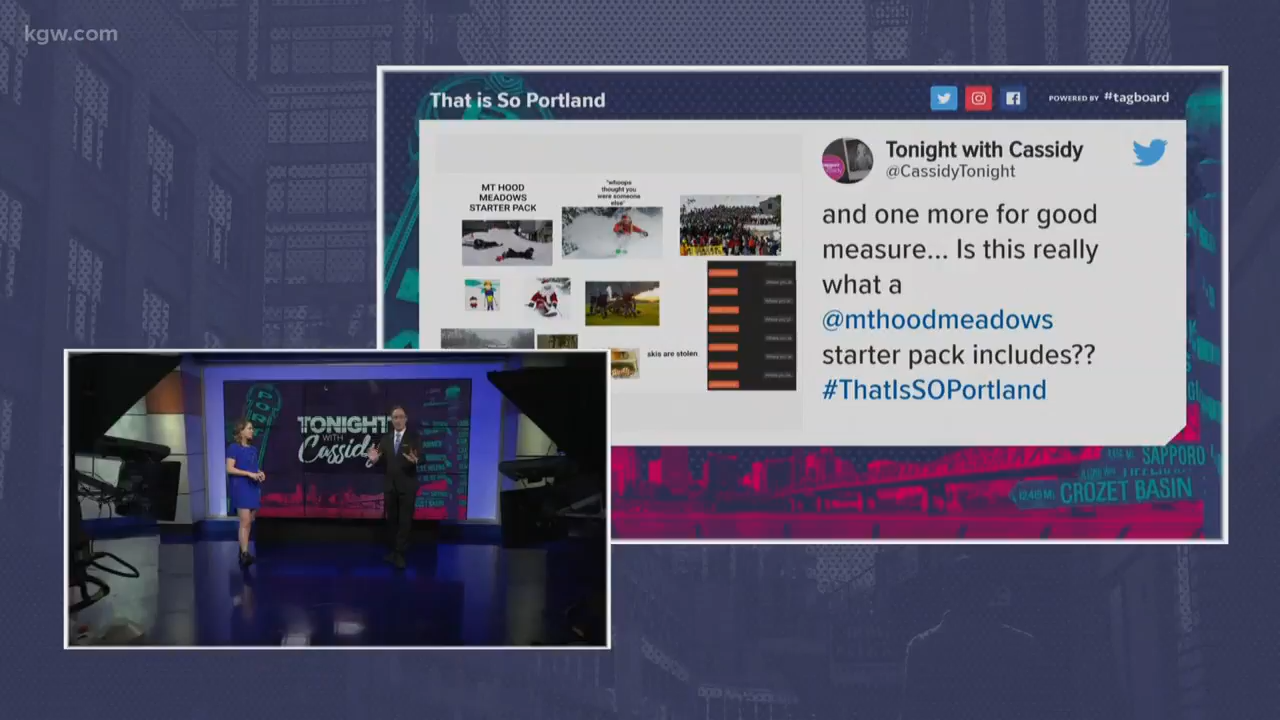 kgw.com
That is So Portland
POWERED BY #tagboard
Tonight with Cassidy
@CassidyTonight
and one more for good
measure... Is this really
what a
@mthoodmeadows
starter pack includes??
#ThatIsSOPortland
MT HOOD
MEADOWS
STARTER PACK
"whoops
thought you
were someone
else"
skis are stolen
TONIGHT
WITH
Cassidy
SAPPORO
CROZET BASIN